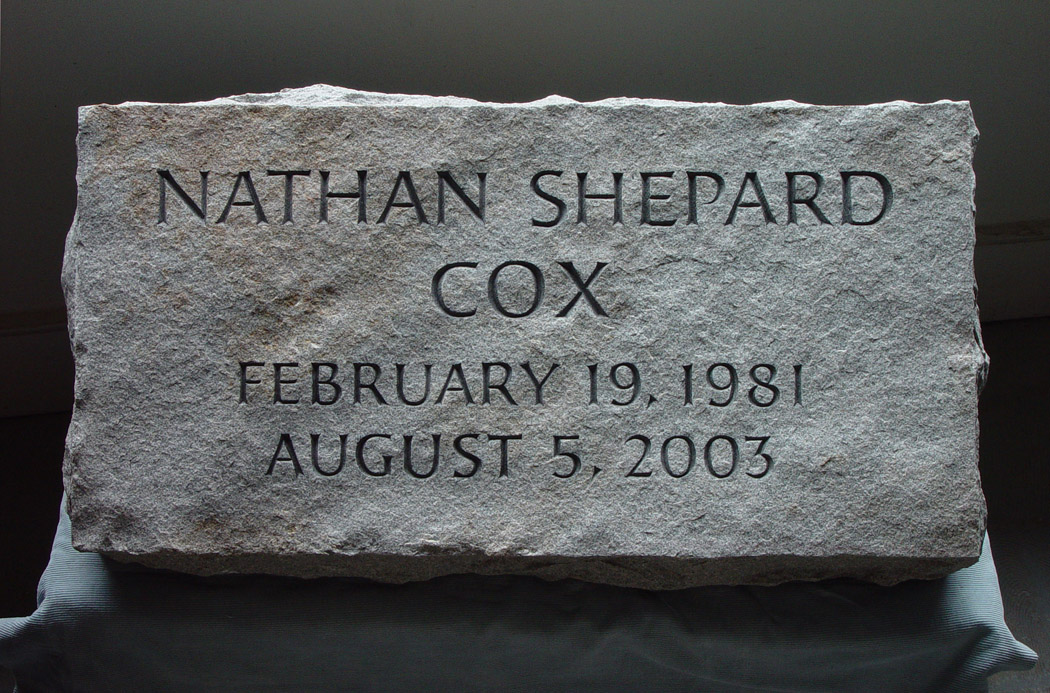 NATHAN SHEPARD
COX
FEBRUARY 19, 1981
AUGUST 5, 2003